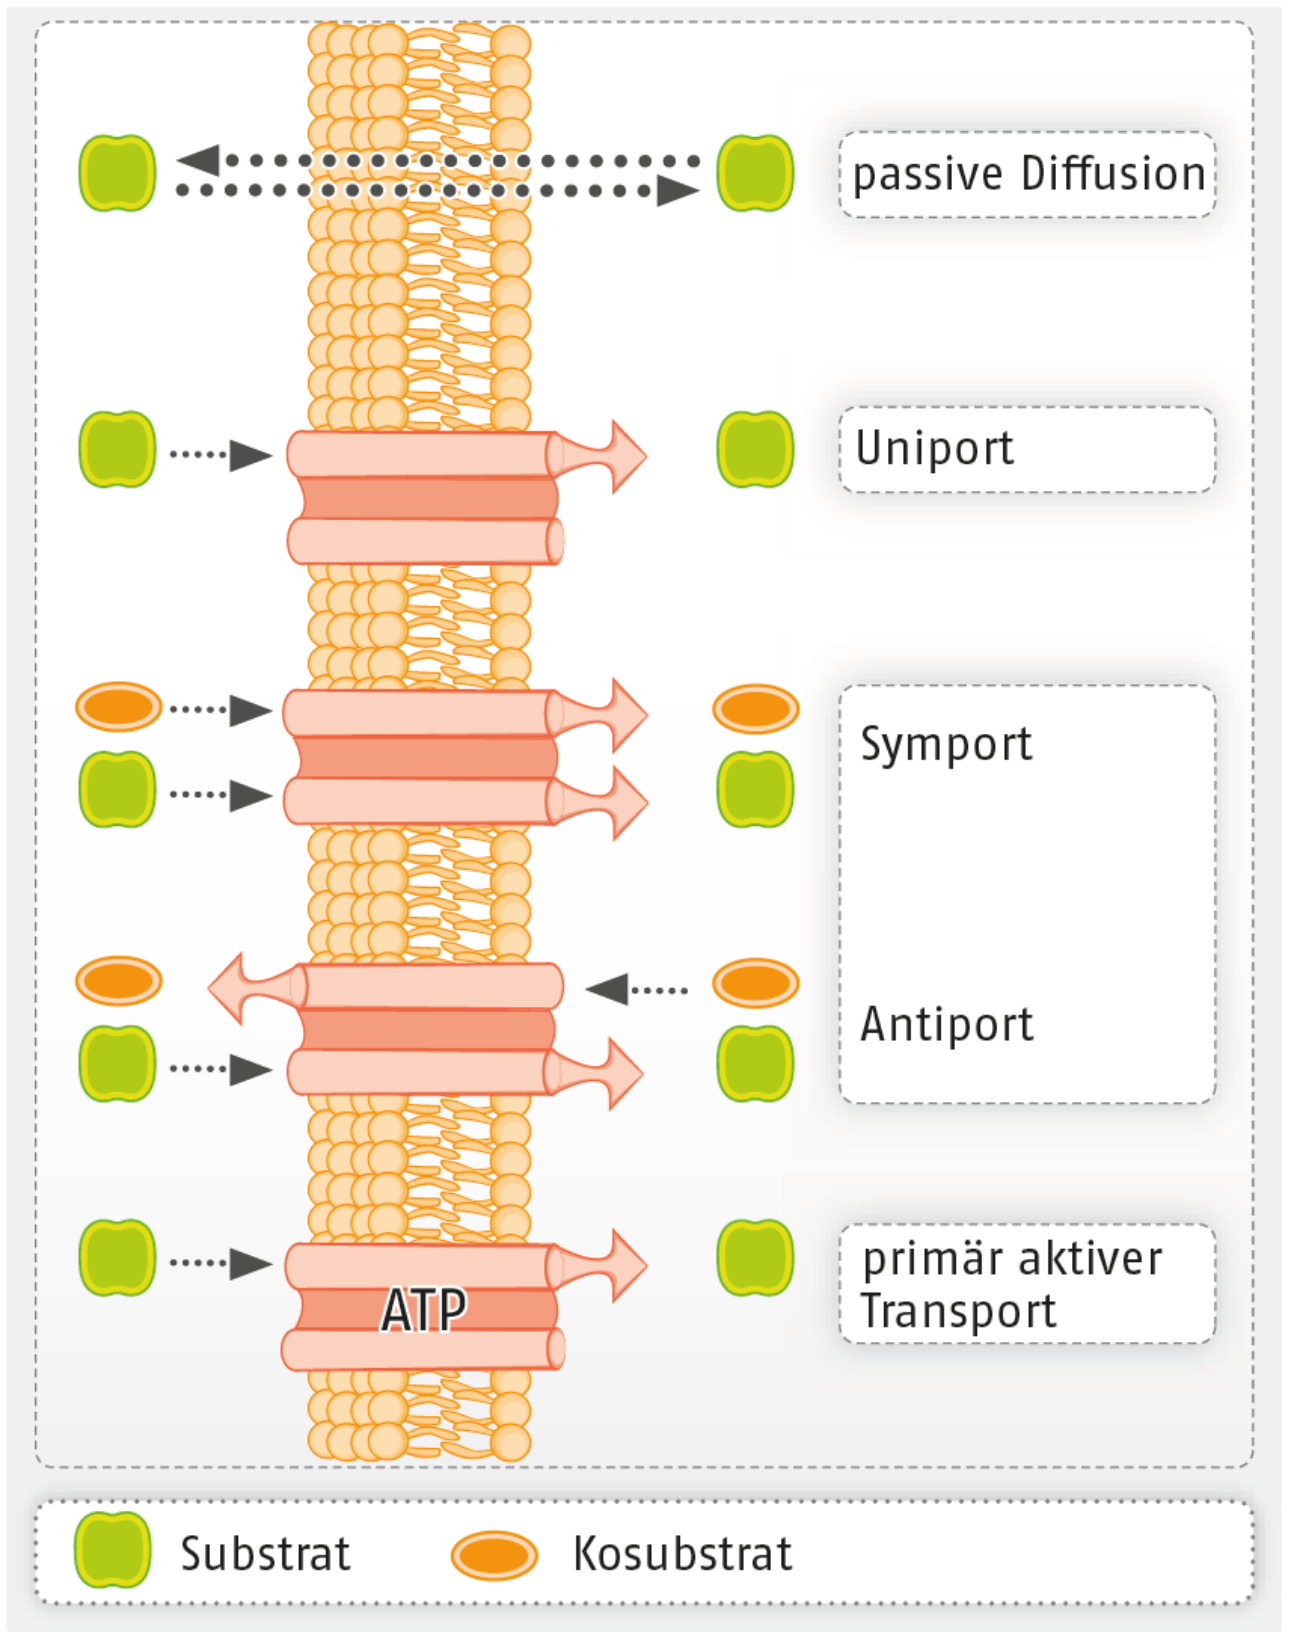 passive Diffusion
Uniport
Symport
Antiport
primär aktiver
Transport
ATP
Substrat
Kosubstrat